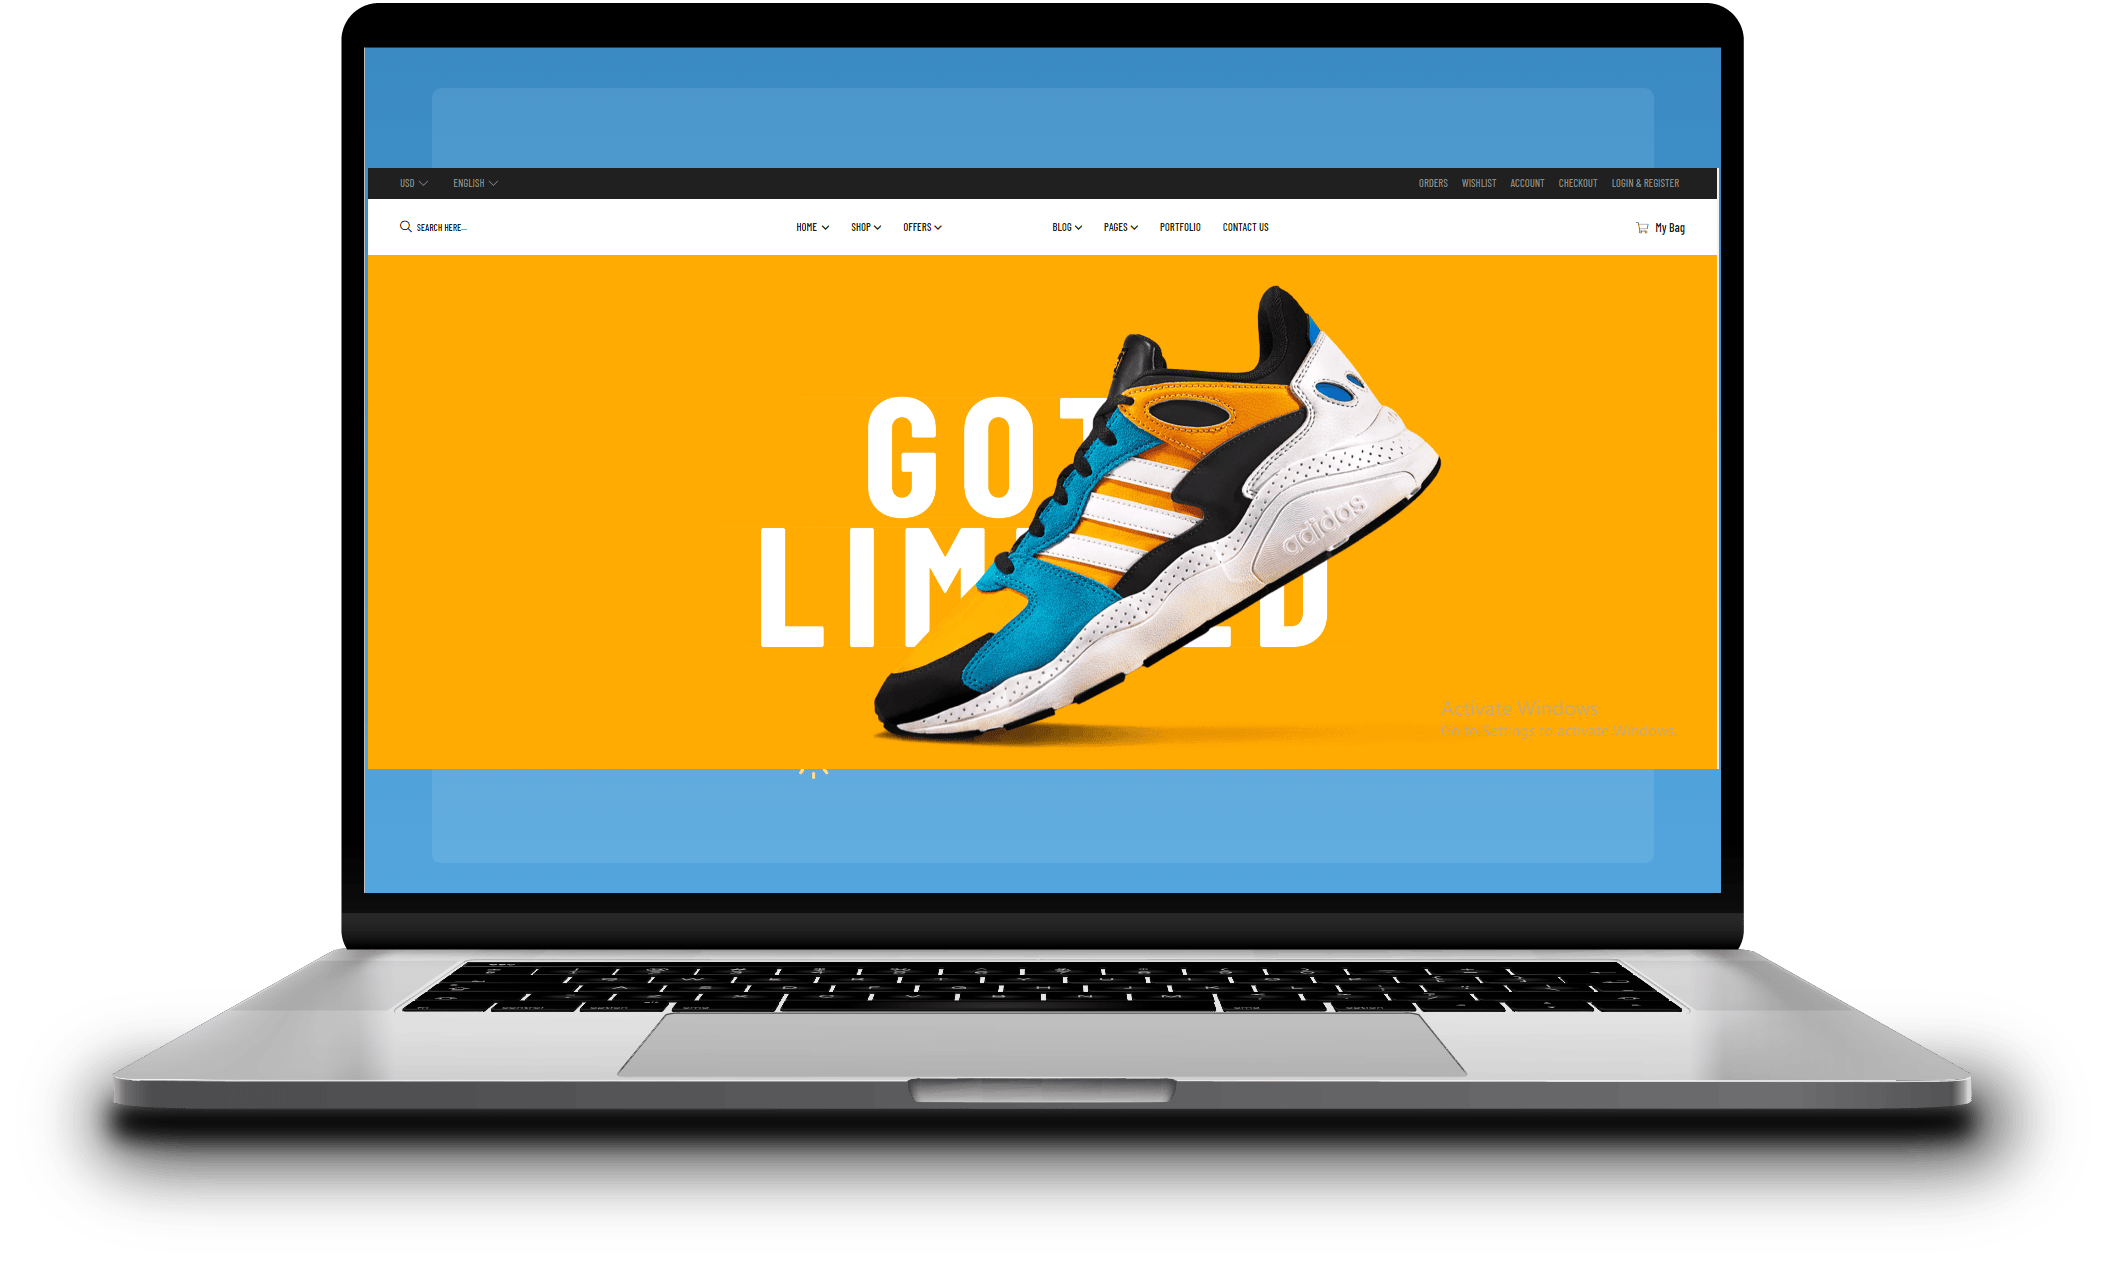 USD ENGLISH ORDERS WISHLIST ACCOUNT CHECKOUT LOGIN & REGISTER
SEARCH HERE... HOME SHOP OFFERS BLOG PAGES PORTFOLIO CONTACT US My Bag
GOT
LIM ED
adidas
Activate Windows
Go to Settings to activate Windows.